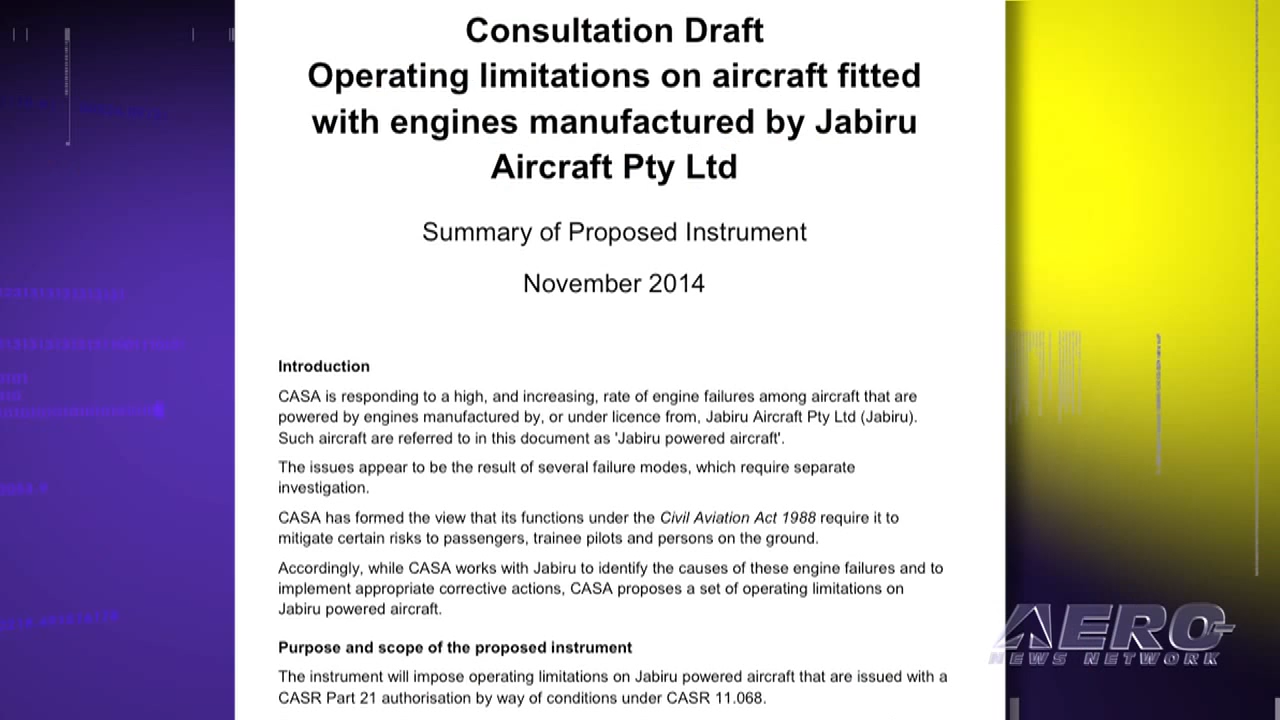 Consultation Draft
Operating limitations on aircraft fitted
with engines manufactured by Jabiru
Aircraft Pty Ltd
Summary of Proposed Instrument
November 2014
Introduction
CASA is responding to a high, and increasing, rate of engine failures among aircraft that are
powered by engines manufactured by, or under licence from, Jabiru Aircraft Pty Ltd (Jabiru).
Such aircraft are referred to in this document as 'Jabiru powered aircraft'.
The issues appear to be the result of several failure modes, which require separate
investigation.
CASA has formed the view that its functions under the Civil Aviation Act 1988 require it to
mitigate certain risks to passengers, trainee pilots and persons on the ground.
Accordingly, while CASA works with Jabiru to identify the causes of these engine failures and to
implement appropriate corrective actions, CASA proposes a set of operating limitations on
Jabiru powered aircraft.
Purpose and scope of the proposed instrument
The instrument will impose operating limitations on Jabiru powered aircraft that are issued with a
CASR Part 21 authorisation by way of conditions under CASR 11.068.
AERO-
NEWS NETWORK